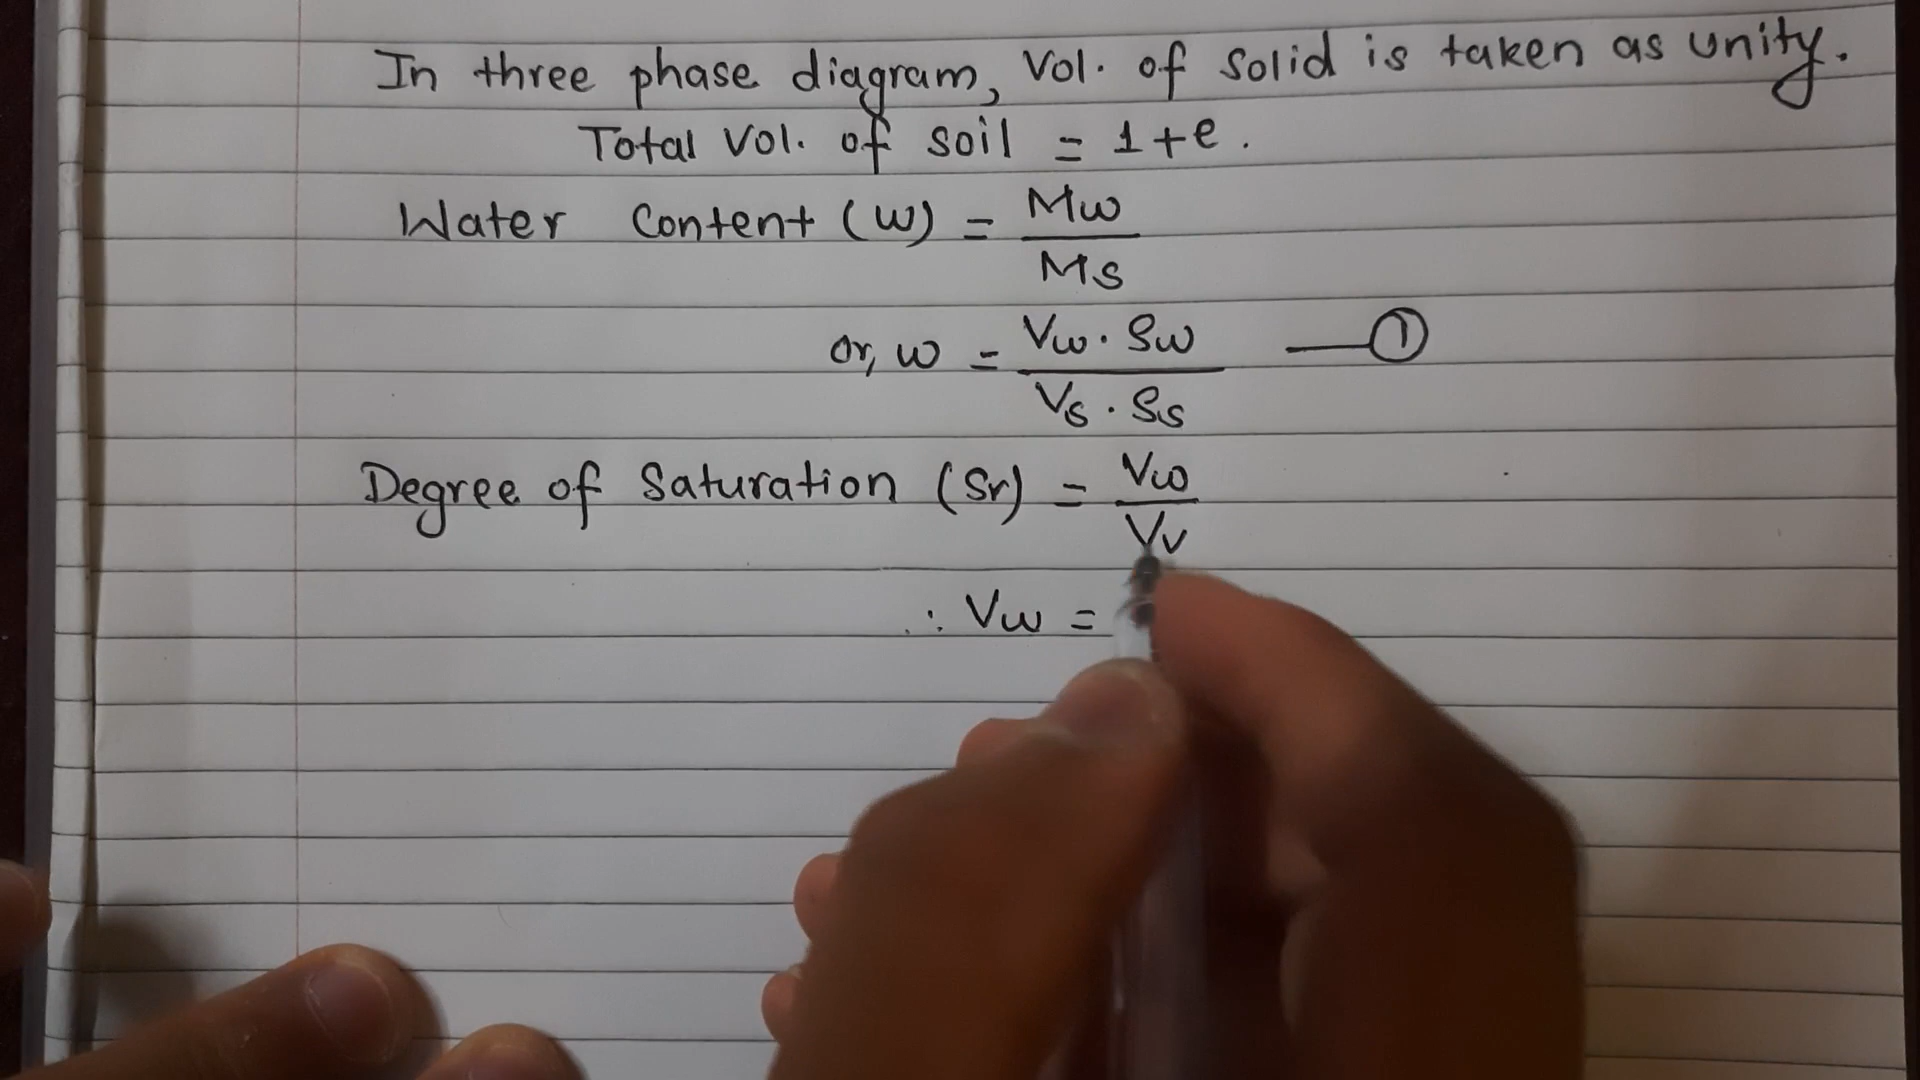 In three phase diagram, Vol. of Solid is taken as unity.
Total Vol. of soil = 1+e.
Water Content (w) = Mw
Ms
or, w = Vw . ρw —①
Vs . ρs
Degree of Saturation (Sr) = Vw
Vv
∴ Vw =